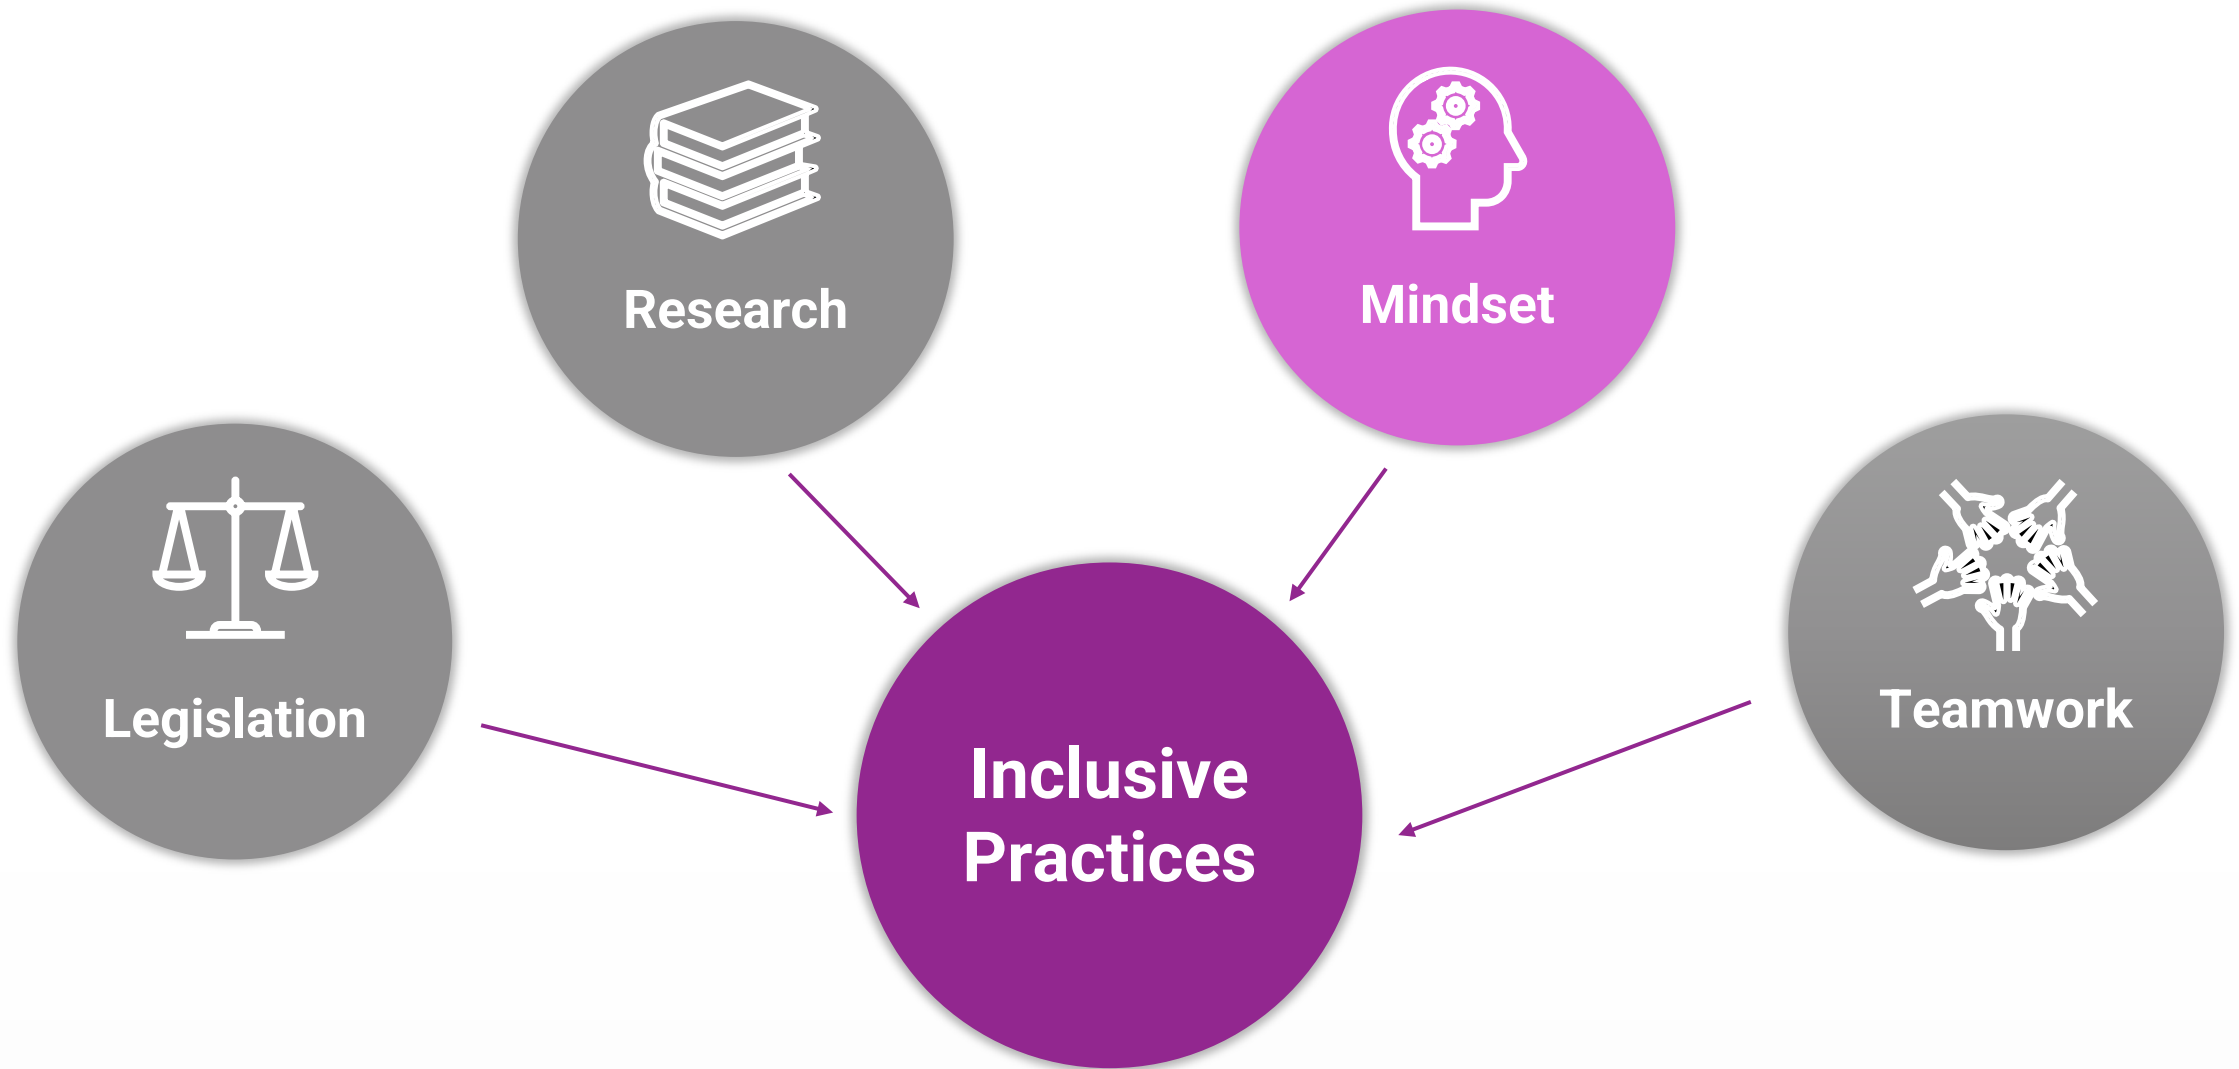 Research
Mindset
Legislation
Teamwork
Inclusive
Practices